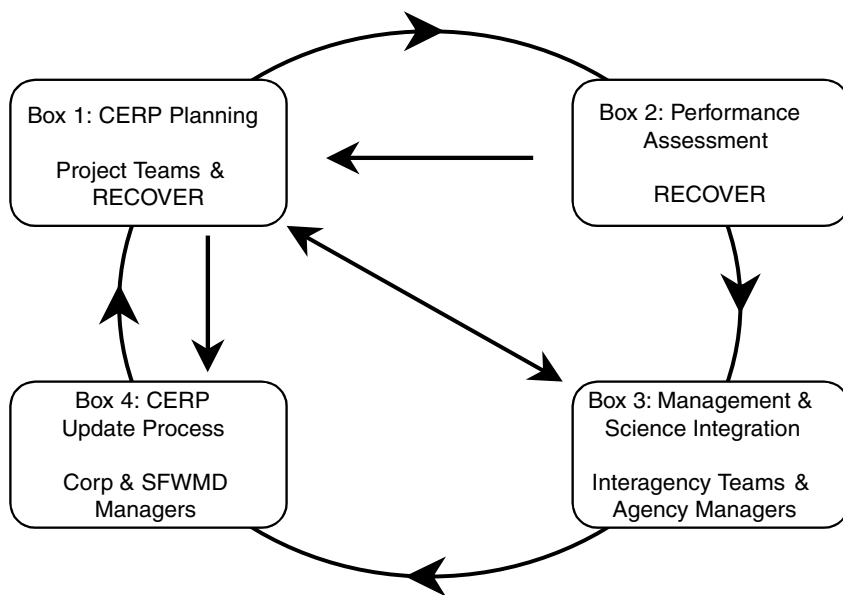 Box 1: CERP Planning
Project Teams &
RECOVER
Box 2: Performance
Assessment
RECOVER
Box 4: CERP
Update Process
Corp & SFWMD
Managers
Box 3: Management &
Science Integration
Interagency Teams &
Agency Managers